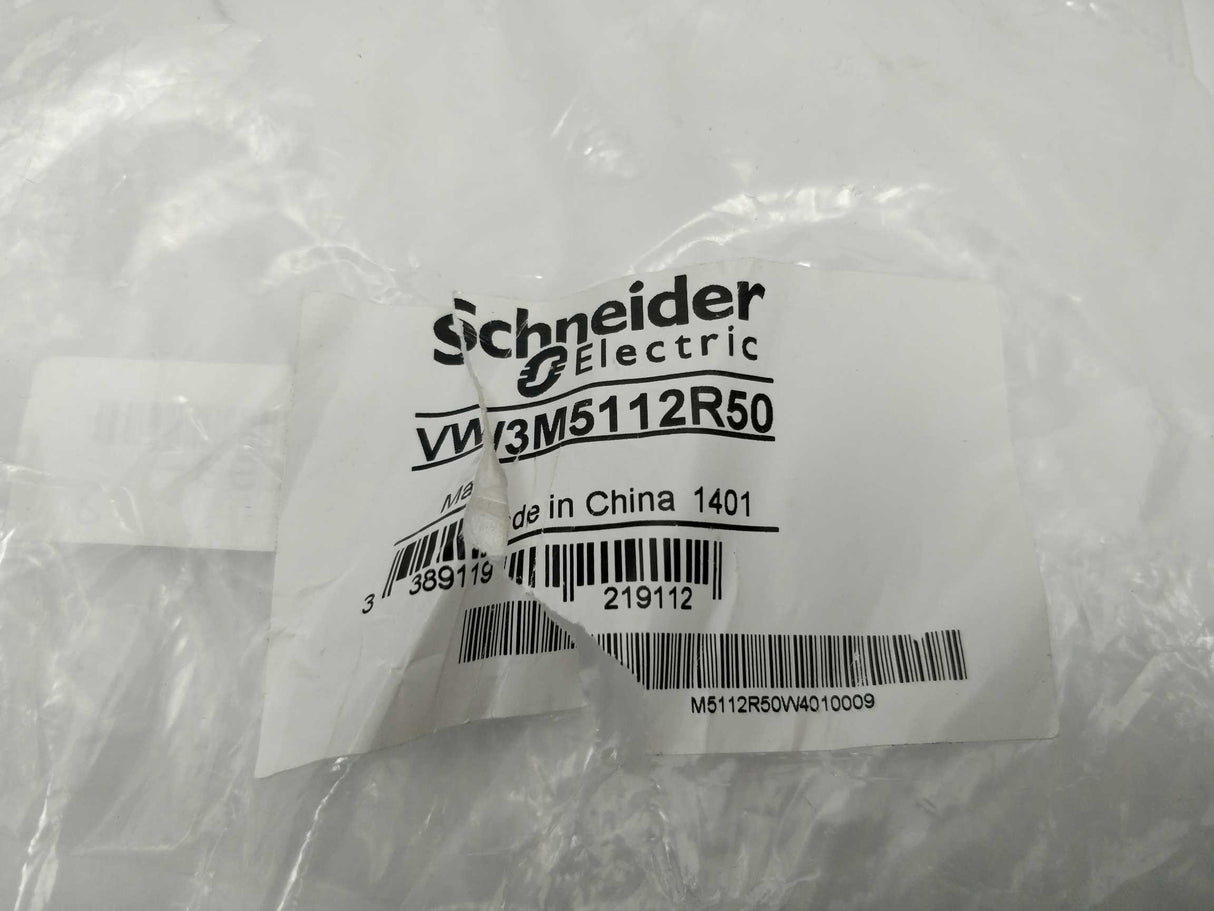 Schneider
Electric
VW3M5112R50
Made in China 1401
3 389119 219112
M5112R50W4010009